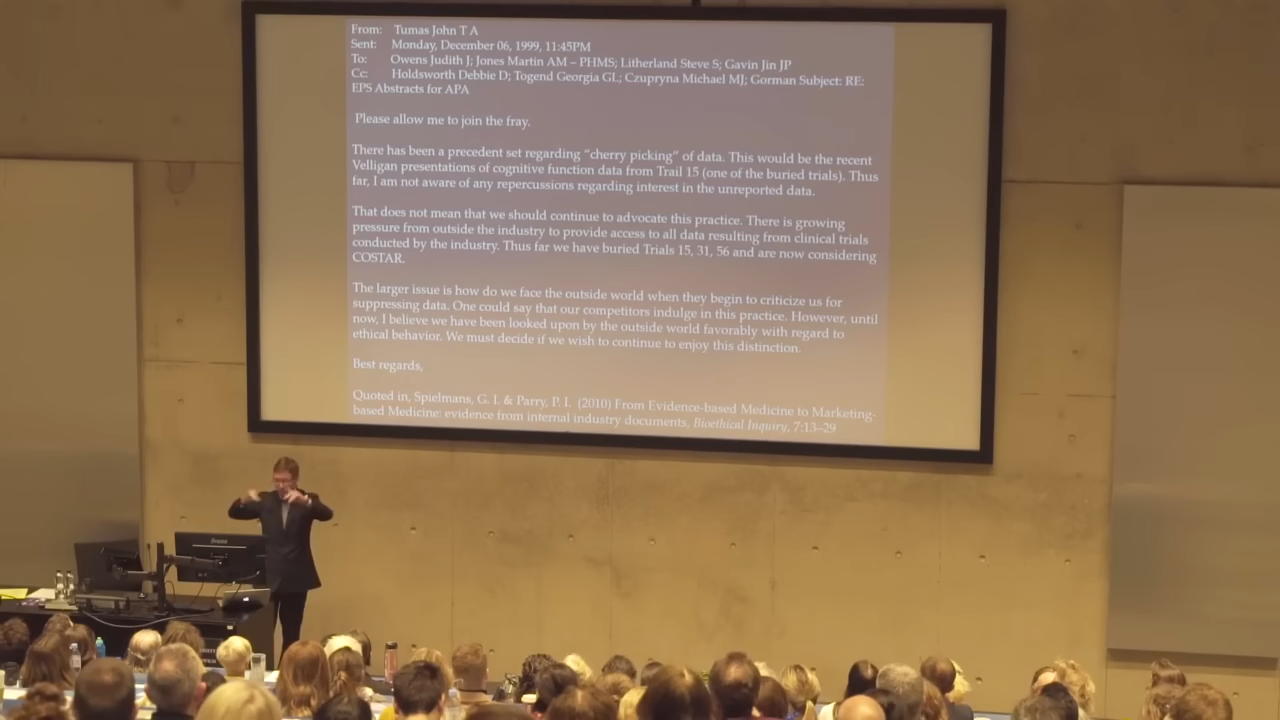 From: Tumas John T A
Sent: Monday, December 06, 1999, 11:45PM
To: Owens Judith J; Jones Martin AM – PHMS; Litherland Steve S; Gavin Jin JP
Cc: Holdsworth Debbie D; Togend Georgia GL; Czupryna Michael MJ; Gorman Subject: RE:
EPS Abstracts for APA
Please allow me to join the fray.
There has been a precedent set regarding “cherry picking” of data. This would be the recent
Velligan presentations of cognitive function data from Trail 15 (one of the buried trials). Thus
far, I am not aware of any repercussions regarding interest in the unreported data.
That does not mean that we should continue to advocate this practice. There is growing
pressure from outside the industry to provide access to all data resulting from clinical trials
conducted by the industry. Thus far we have buried Trials 15, 31, 56 and are now considering
COSTAR.
The larger issue is how do we face the outside world when they begin to criticize us for
suppressing data. One could say that our competitors indulge in this practice. However, until
now, I believe we have been looked upon by the outside world favorably with regard to
ethical behavior. We must decide if we wish to continue to enjoy this distinction.
Best regards,
Quoted in, Spielmans, G. I. & Parry, P. I. (2010) From Evidence-based Medicine to Marketing-
based Medicine: evidence from internal industry documents, Bioethical Inquiry, 7:13–29